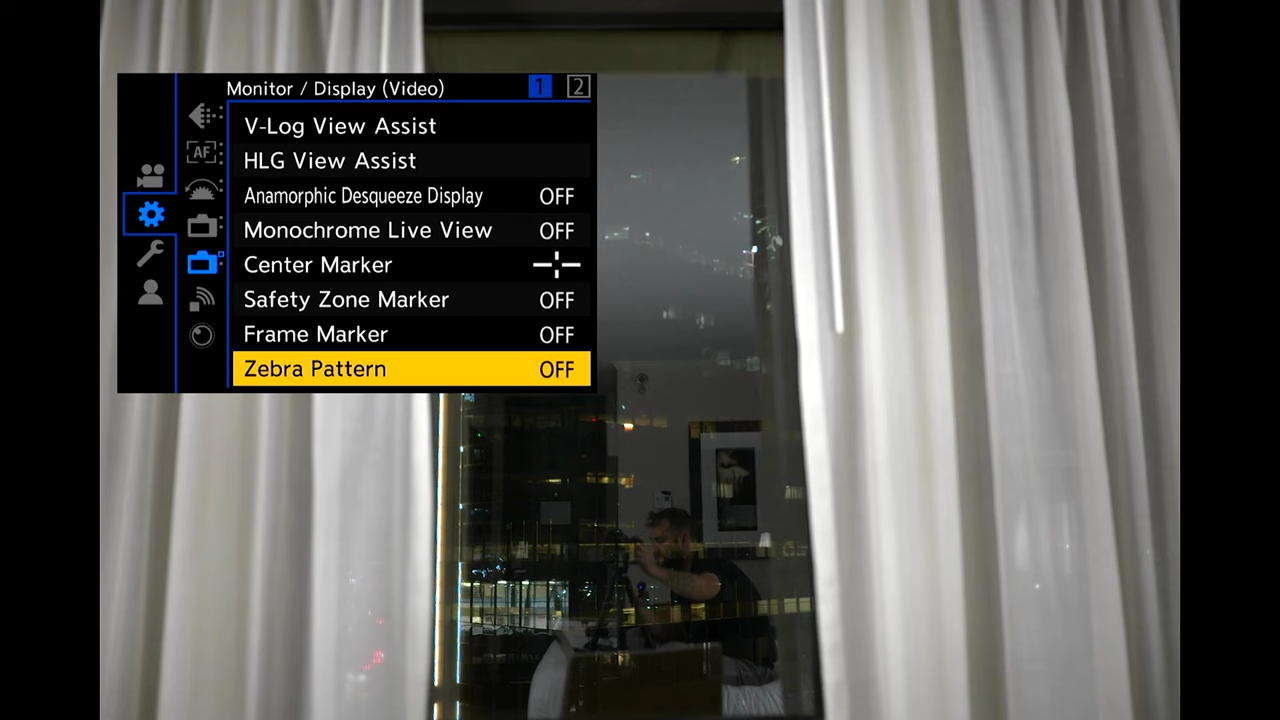 Monitor / Display (Video) 1 2
V-Log View Assist
AF
HLG View Assist
Anamorphic Desqueeze Display OFF
Monochrome Live View OFF
Center Marker
Safety Zone Marker OFF
Frame Marker OFF
Zebra Pattern OFF